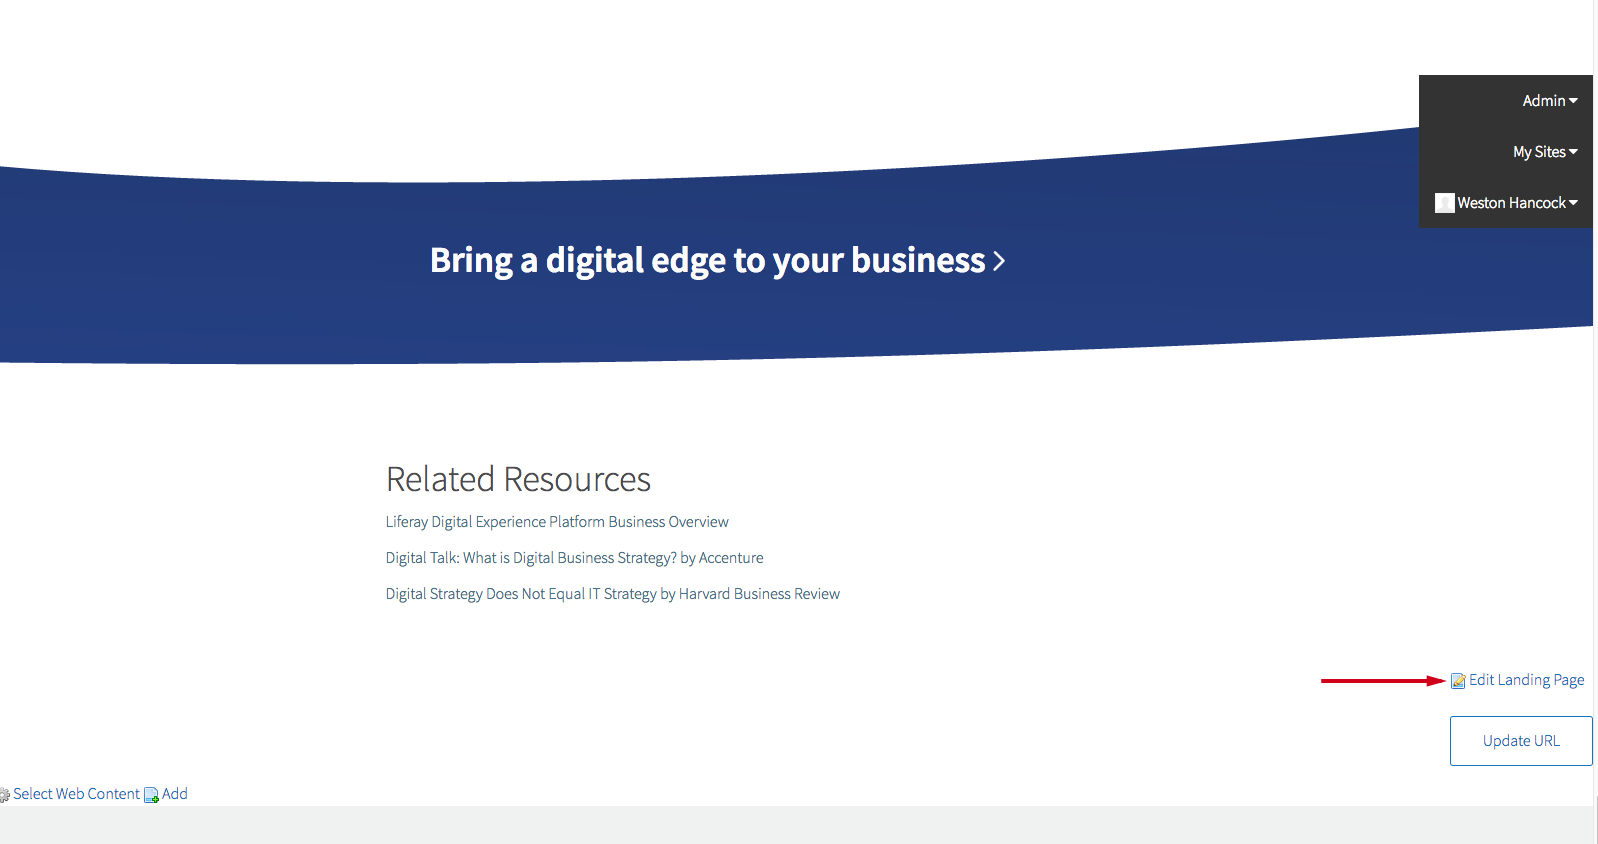 Admin
My Sites
Weston Hancock
Bring a digital edge to your business >
Related Resources
Liferay Digital Experience Platform Business Overview
Digital Talk: What is Digital Business Strategy? by Accenture
Digital Strategy Does Not Equal IT Strategy by Harvard Business Review
Edit Landing Page
Update URL
Select Web Content Add